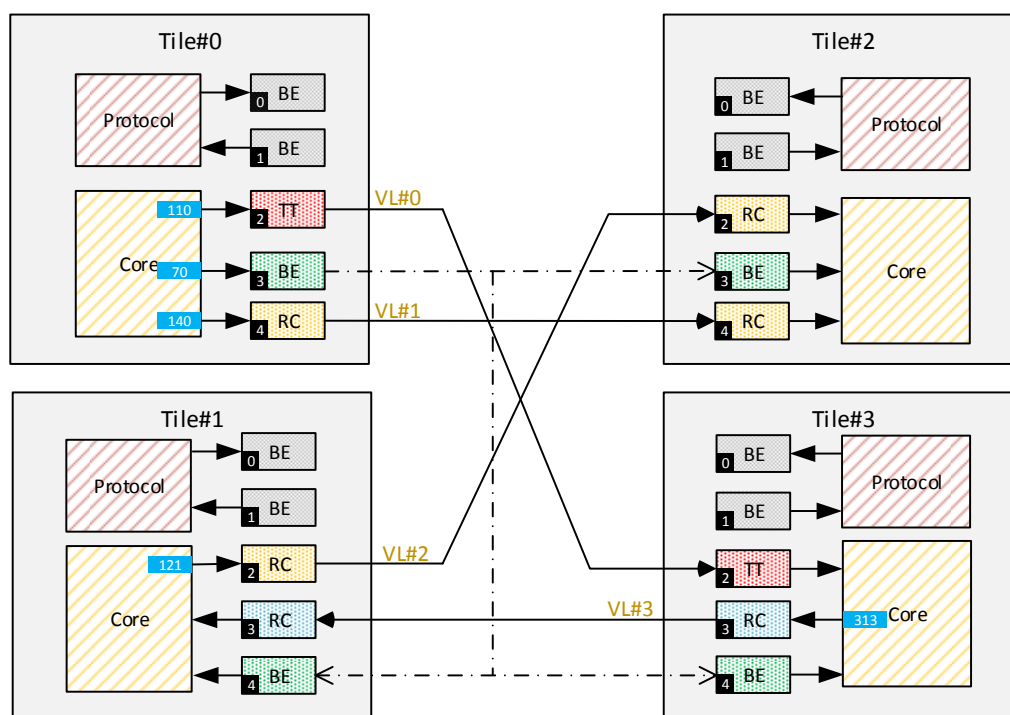 Tile#0
Protocol
0 BE
1 BE
Core
110
2 TT
70
3 BE
140
4 RC
VL#0
VL#1
Tile#2
0 BE
1 BE
Protocol
2 RC
3 BE
4 RC
Core
Tile#1
Protocol
0 BE
1 BE
Core
121
2 RC
3 RC
4 BE
VL#2
VL#3
Tile#3
0 BE
1 BE
Protocol
2 TT
3 RC
313
4 BE
Core